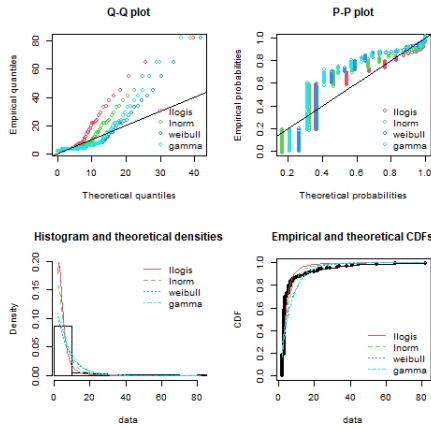 Q-Q plot
Empirical quantiles
0 20 40 60 80
0 10 20 30 40
Theoretical quantiles
llogis
lnorm
weibull
gamma
P-P plot
Empirical probabilities
0.0 0.2 0.4 0.6 0.8 1.0
0.2 0.4 0.6 0.8 1.0
Theoretical probabilities
llogis
lnorm
weibull
gamma
Histogram and theoretical densities
Density
0.00 0.05 0.10 0.15 0.20
0 20 40 60 80
data
llogis
lnorm
weibull
gamma
Empirical and theoretical CDFs
CDF
0.0 0.2 0.4 0.6 0.8 1.0
0 20 40 60 80
data
llogis
lnorm
weibull
gamma